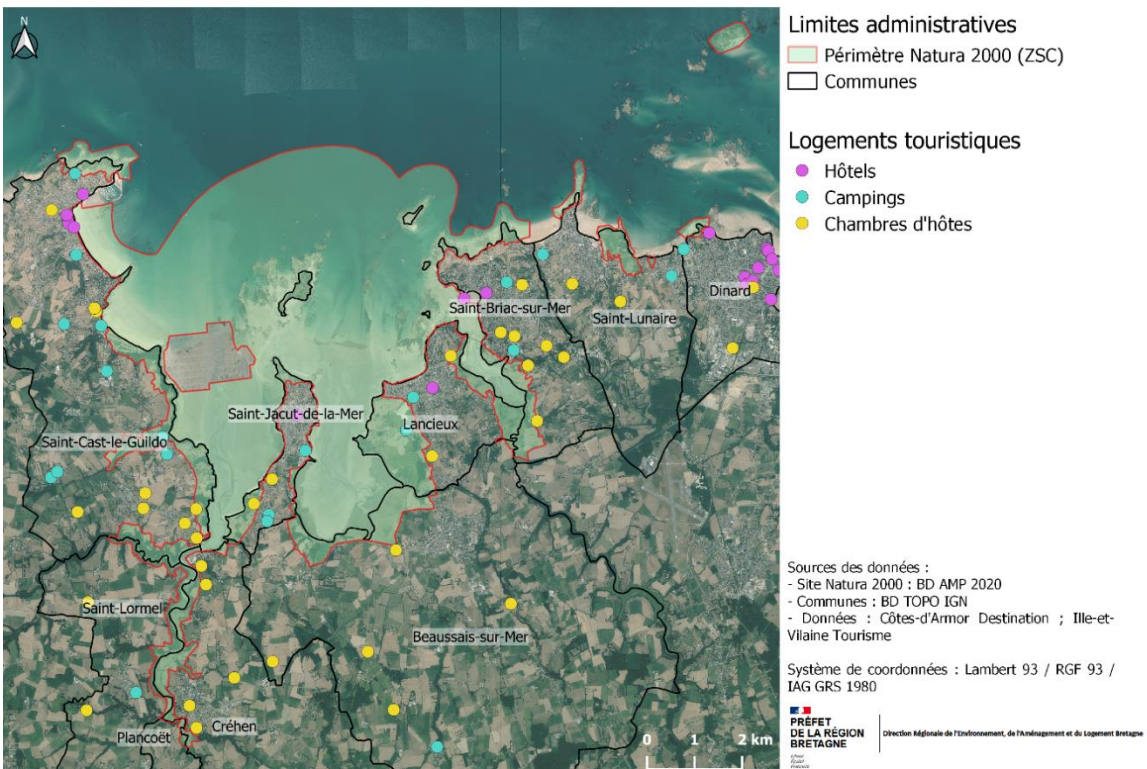 N
Saint-Briac-sur-Mer
Saint-Lunaire
Dinard
Saint-Jacut-de-la-Mer
Lancieux
Saint-Cast-le-Guildo
Saint-Lormel
Beaussais-sur-Mer
Plancoët
Créhen
0 1 2 km
Limites administratives
Périmètre Natura 2000 (ZSC)
Communes
Logements touristiques
Hôtels
Campings
Chambres d'hôtes
Sources des données :
- Site Natura 2000 : BD AMP 2020
- Communes : BD TOPO IGN
- Données : Côtes-d'Armor Destination ; Ille-et-
Vilaine Tourisme
Système de coordonnées : Lambert 93 / RGF 93 /
IAG GRS 1980
PRÉFET
DE LA RÉGION
BRETAGNE
Direction Régionale de l'Environnement, de l'Aménagement et du Logement Bretagne